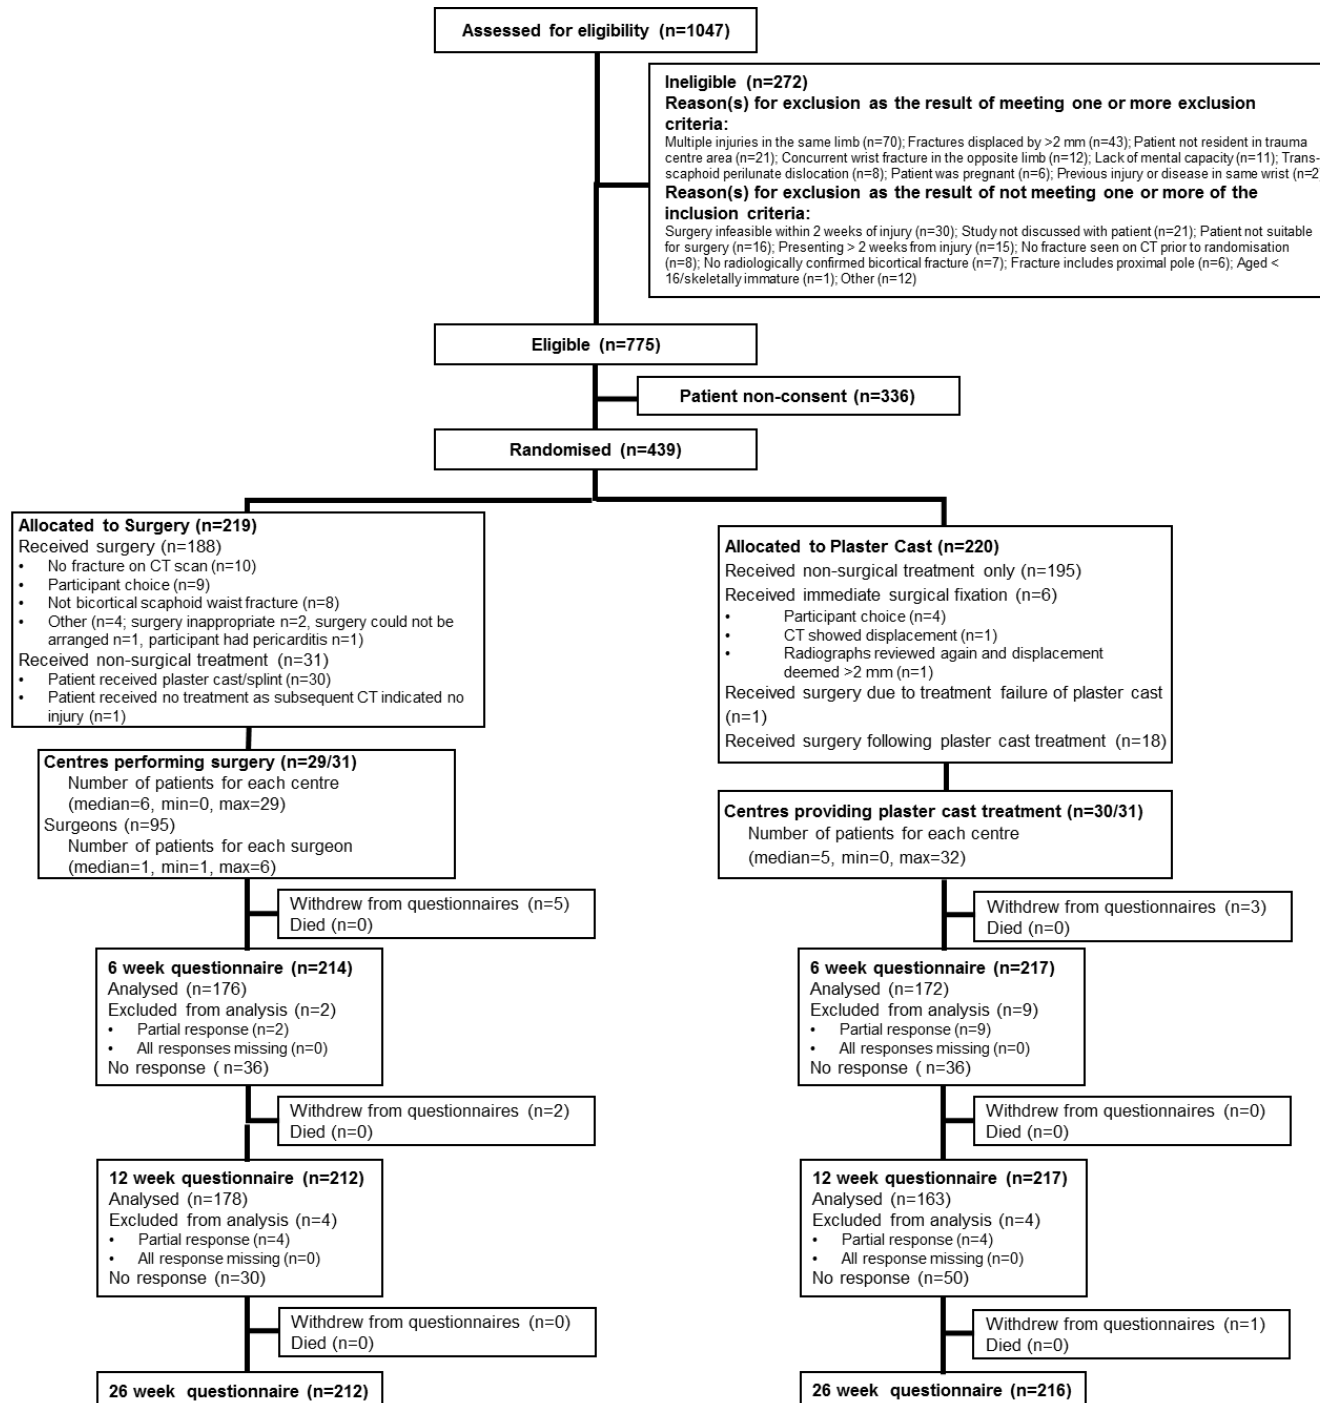 Assessed for eligibility (n=1047)
Ineligible (n=272)
Reason(s) for exclusion as the result of meeting one or more exclusion
criteria:
Multiple injuries in the same limb (n=70); Fractures displaced by >2 mm (n=43); Patient not resident in trauma
centre area (n=21); Concurrent wrist fracture in the opposite limb (n=12); Lack of mental capacity (n=11); Trans-
scaphoid perilunate dislocation (n=8); Patient was pregnant (n=6); Previous injury or disease in same wrist (n=2)
Reason(s) for exclusion as the result of not meeting one or more of the
inclusion criteria:
Surgery infeasible within 2 weeks of injury (n=30); Study not discussed with patient (n=21); Patient not suitable
for surgery (n=16); Presenting > 2 weeks from injury (n=15); No fracture seen on CT prior to randomisation
(n=8); No radiologically confirmed bicortical fracture (n=7); Fracture includes proximal pole (n=6); Aged <
16/skeletally immature (n=1); Other (n=12)
Eligible (n=775)
Patient non-consent (n=336)
Randomised (n=439)
Allocated to Surgery (n=219)
Received surgery (n=188)
• No fracture on CT scan (n=10)
• Participant choice (n=9)
• Not bicortical scaphoid waist fracture (n=8)
• Other (n=4; surgery inappropriate n=2, surgery could not be
arranged n=1, participant had pericarditis n=1)
Received non-surgical treatment (n=31)
• Patient received plaster cast/splint (n=30)
• Patient received no treatment as subsequent CT indicated no
injury (n=1)
Centres performing surgery (n=29/31)
Number of patients for each centre
(median=6, min=0, max=29)
Surgeons (n=95)
Number of patients for each surgeon
(median=1, min=1, max=6)
Withdrew from questionnaires (n=5)
Died (n=0)
6 week questionnaire (n=214)
Analysed (n=176)
Excluded from analysis (n=2)
• Partial response (n=2)
• All responses missing (n=0)
No response ( n=36)
Withdrew from questionnaires (n=2)
Died (n=0)
12 week questionnaire (n=212)
Analysed (n=178)
Excluded from analysis (n=4)
• Partial response (n=4)
• All response missing (n=0)
No response (n=30)
Withdrew from questionnaires (n=0)
Died (n=0)
26 week questionnaire (n=212)
Allocated to Plaster Cast (n=220)
Received non-surgical treatment only (n=195)
Received immediate surgical fixation (n=6)
• Participant choice (n=4)
• CT showed displacement (n=1)
• Radiographs reviewed again and displacement
deemed >2 mm (n=1)
Received surgery due to treatment failure of plaster cast
(n=1)
Received surgery following plaster cast treatment (n=18)
Centres providing plaster cast treatment (n=30/31)
Number of patients for each centre
(median=5, min=0, max=32)
Withdrew from questionnaires (n=3)
Died (n=0)
6 week questionnaire (n=217)
Analysed (n=172)
Excluded from analysis (n=9)
• Partial response (n=9)
• All responses missing (n=0)
No response (n=36)
Withdrew from questionnaires (n=0)
Died (n=0)
12 week questionnaire (n=217)
Analysed (n=163)
Excluded from analysis (n=4)
• Partial response (n=4)
• All response missing (n=0)
No response (n=50)
Withdrew from questionnaires (n=1)
Died (n=0)
26 week questionnaire (n=216)